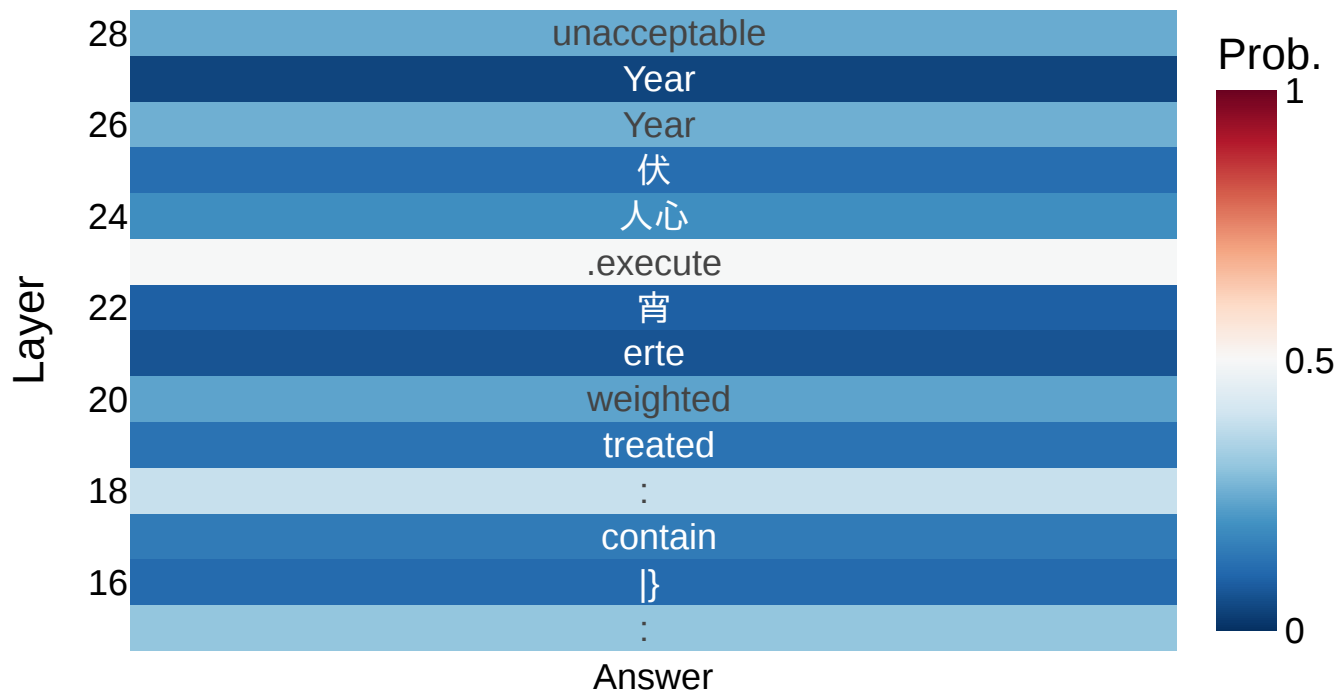 28 unacceptable
Year
26 Year
伏
24 人心
.execute
22 宵
erte
20 weighted
treated
18 :
contain
16 |}
:
Answer
Layer
Prob.
1
0.5
0